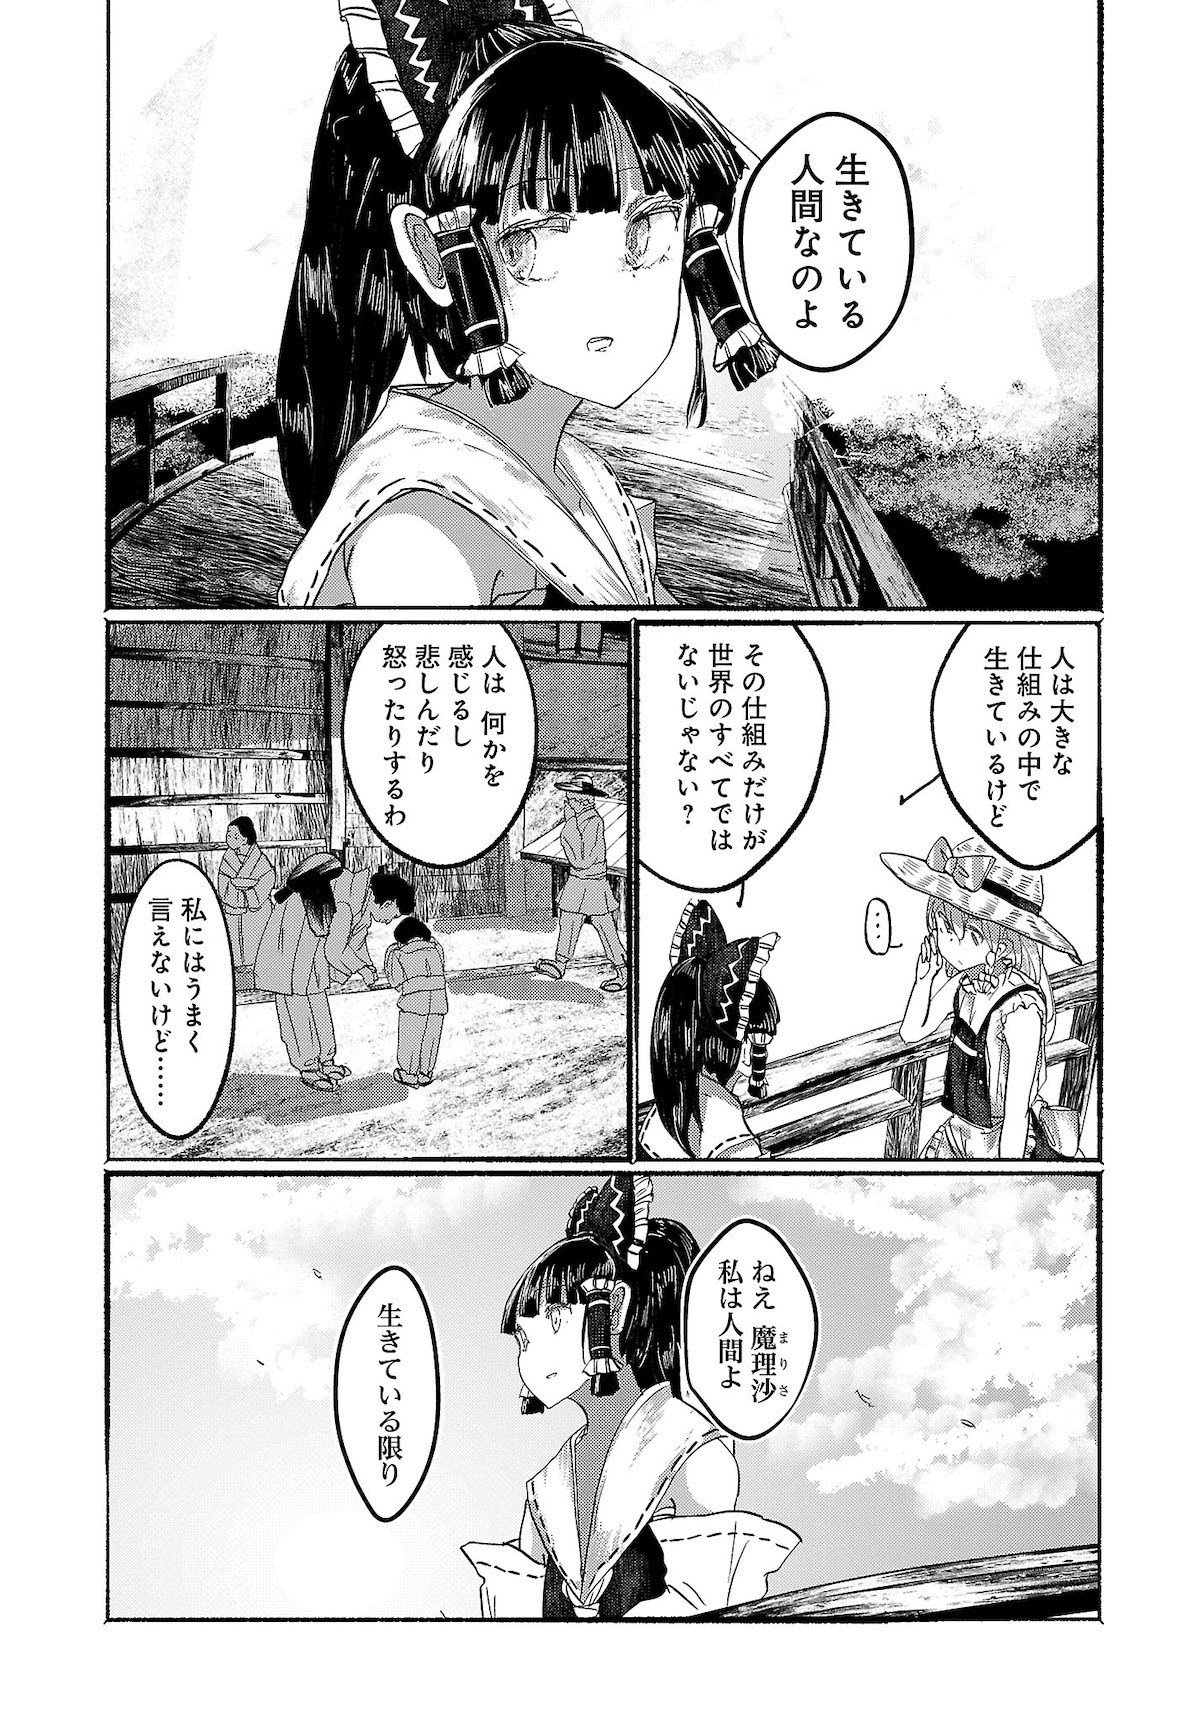 生きている
人間なのよ
人は大きな
仕組みの中で
生きているけど
その仕組みだけが
世界のすべてでは
ないじゃない？
…
人は 何かを
感じるし
悲しんだり
怒ったりするわ
私にはうまく
言えないけど……
ねえ 魔理沙
まりさ
私は人間よ
生きている限り